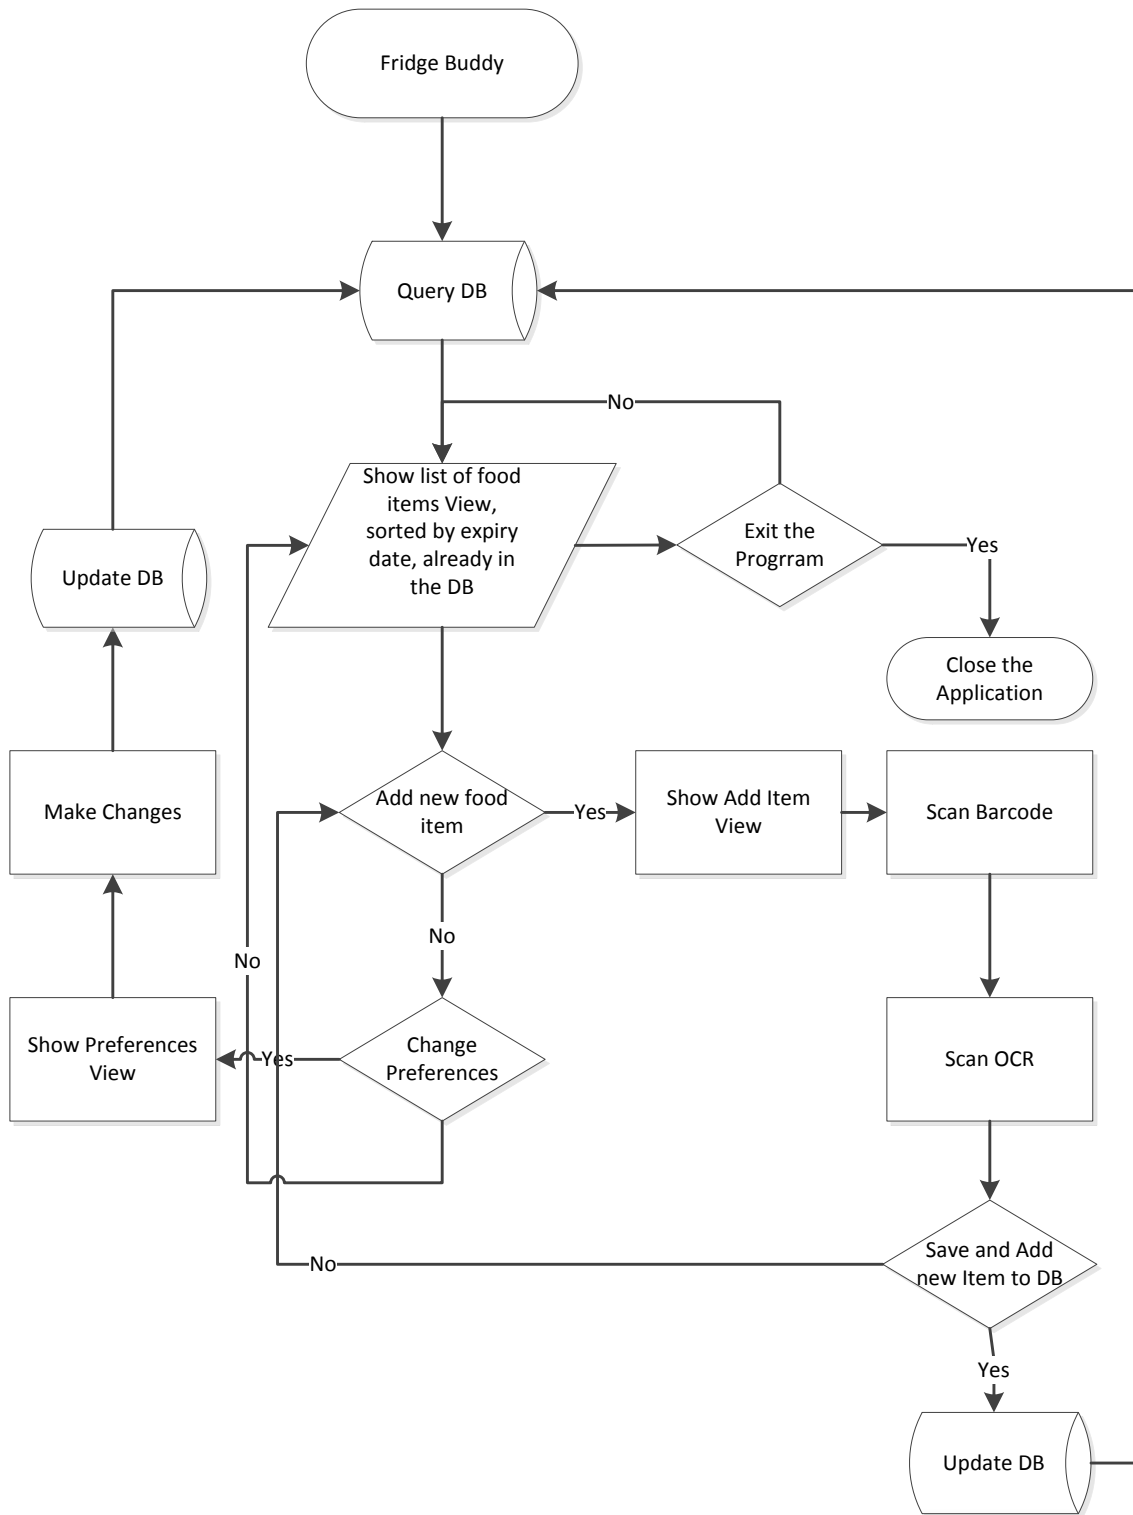 Fridge Buddy
Query DB
No
Show list of food
items View,
sorted by expiry
date, already in
the DB
Exit the
Progrram
Yes
Update DB
Close the
Application
Make Changes
Add new food
item
Yes
Show Add Item
View
Scan Barcode
No
No
Show Preferences
View
Yes
Change
Preferences
Scan OCR
Save and Add
new Item to DB
No
Yes
Update DB